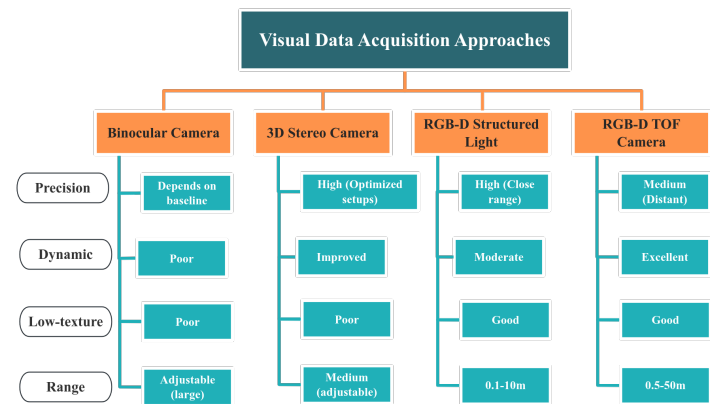 Visual Data Acquisition Approaches
Binocular Camera
3D Stereo Camera
RGB-D Structured
Light
RGB-D TOF
Camera
Precision
Depends on
baseline
High (Optimized
setups)
High (Close
range)
Medium
(Distant)
Dynamic
Poor
Improved
Moderate
Excellent
Low-texture
Poor
Poor
Good
Good
Range
Adjustable
(large)
Medium
(adjustable)
0.1-10m
0.5-50m